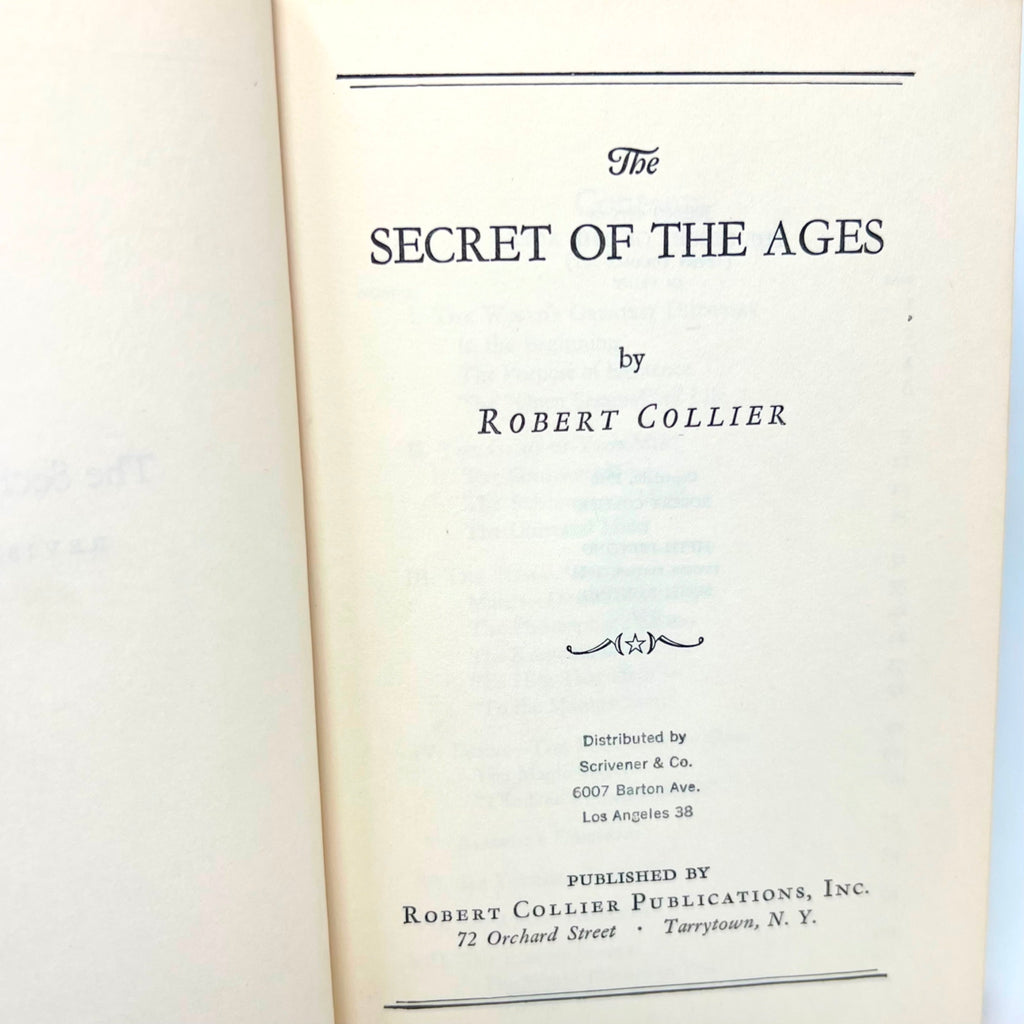 The
SECRET OF THE AGES
by
ROBERT COLLIER
Distributed by
Scrivener & Co.
6007 Barton Ave.
Los Angeles 38
PUBLISHED BY
ROBERT COLLIER PUBLICATIONS, INC.
72 Orchard Street · Tarrytown, N. Y.